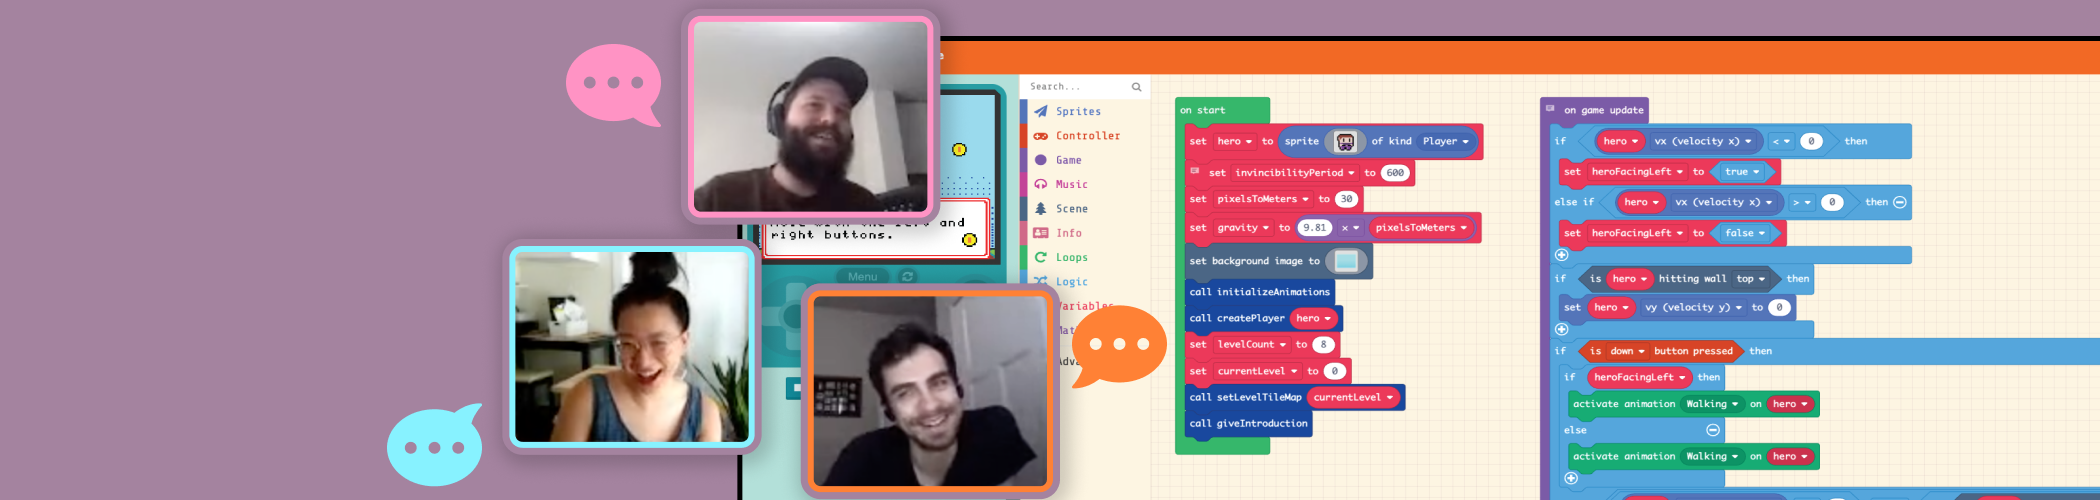 and
right buttons.
Menu
Search...
Sprites
Controller
Game
Music
Scene
Info
Loops
Logic
Variables
on start
set hero to sprite of kind Player
set invincibilityPeriod to 600
set pixelsToMeters to 30
set gravity to 9.81 × pixelsToMeters
set background image to
call initializeAnimations
call createPlayer hero
set levelCount to 8
set currentLevel to 0
call setLevelTileMap currentLevel
call giveIntroduction
on game update
if hero vx (velocity x) < 0 then
set heroFacingLeft to true
else if hero vx (velocity x) > 0 then
set heroFacingLeft to false
if is hero hitting wall top then
set hero vy (velocity y) to 0
if is down button pressed then
if heroFacingLeft then
activate animation Walking on hero
else
activate animation Walking on hero